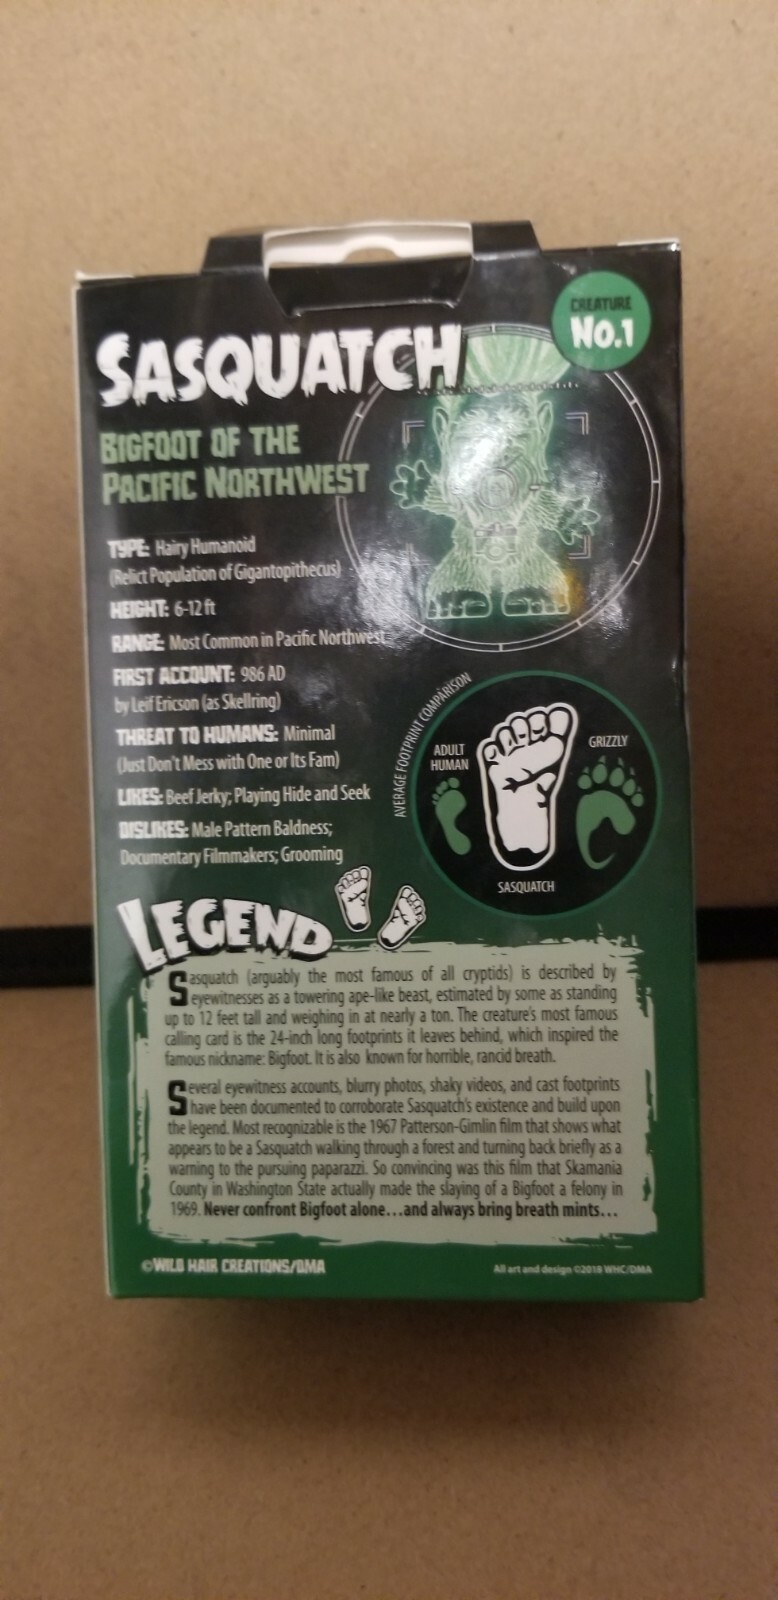 CREATURE
No.1
SASQUATCH
BIGFOOT OF THE
PACIFIC NORTHWEST
TYPE: Hairy Humanoid
(Relict Population of Gigantopithecus)
HEIGHT: 6-12 ft
RANGE: Most Common in Pacific Northwest
FIRST ACCOUNT: 986 AD
by Leif Ericson (as Skellring)
THREAT TO HUMANS: Minimal
(Just Don't Mess with One or Its Fam)
LIKES: Beef Jerky; Playing Hide and Seek
DISLIKES: Male Pattern Baldness;
Documentary Filmmakers; Grooming
AVERAGE FOOTPRINT COMPARISON
ADULT
HUMAN
GRIZZLY
SASQUATCH
LEGEND
Sasquatch (arguably the most famous of all cryptids) is described by
eyewitnesses as a towering ape-like beast, estimated by some as standing
up to 12 feet tall and weighing in at nearly a ton. The creature's most famous
calling card is the 24-inch long footprints it leaves behind, which inspired the
famous nickname: Bigfoot. It is also known for horrible, rancid breath.
Several eyewitness accounts, blurry photos, shaky videos, and cast footprints
have been documented to corroborate Sasquatch's existence and build upon
the legend. Most recognizable is the 1967 Patterson-Gimlin film that shows what
appears to be a Sasquatch walking through a forest and turning back briefly as a
warning to the pursuing paparazzi. So convincing was this film that Skamania
County in Washington State actually made the slaying of a Bigfoot a felony in
1969. Never confront Bigfoot alone...and always bring breath mints...
©WILD HAIR CREATIONS/DMA
All art and design ©2018 WHC/DMA